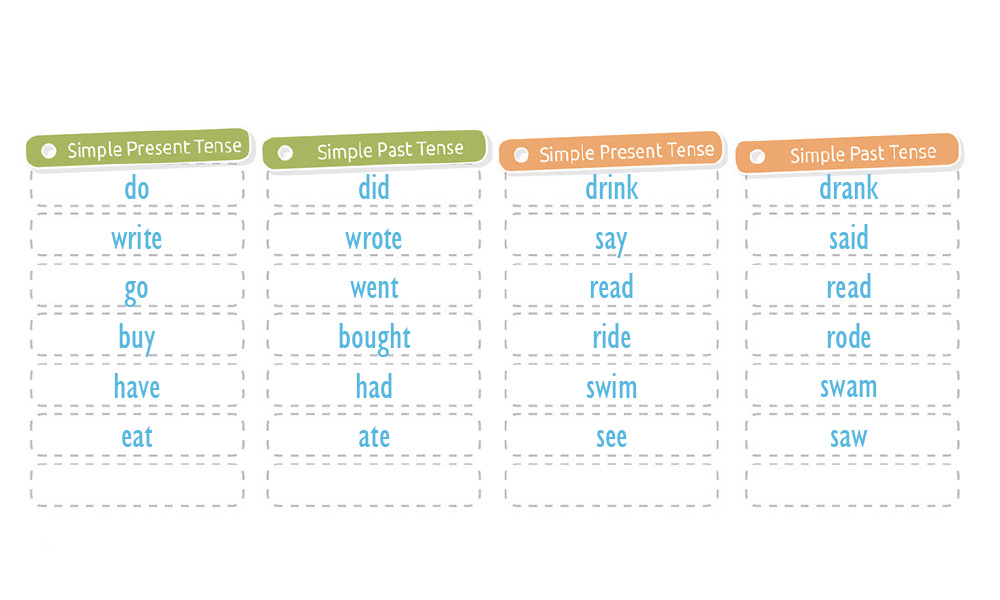 Simple Present Tense Simple Past Tense Simple Present Tense Simple Past Tense
do did drink drank
write wrote say said
go went read read
buy bought ride rode
have had swim swam
eat ate see saw